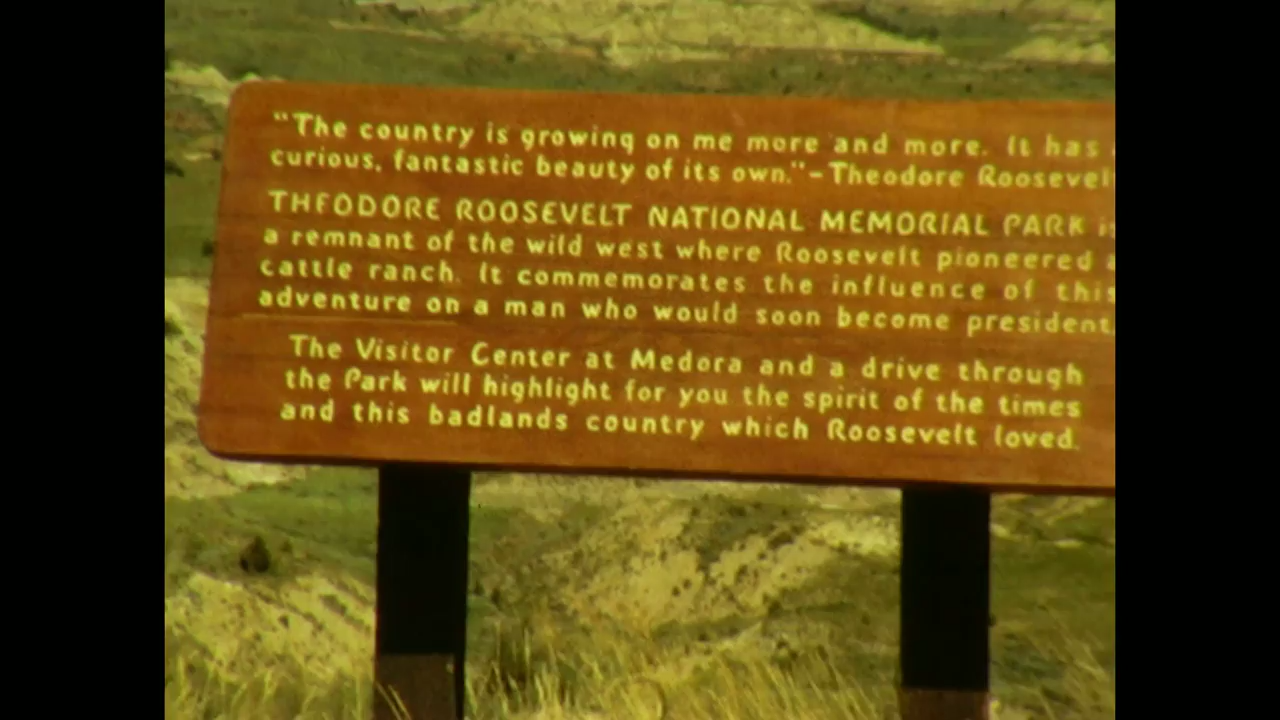 "The country is growing on me more and more. It has
curious, fantastic beauty of its own."-Theodore Roosevel
THEODORE ROOSEVELT NATIONAL MEMORIAL PARK
a remnant of the wild west where Roosevelt pioneered
cattle ranch. It commemorates the influence of this
adventure on a man who would soon become president
The Visitor Center at Medora and a drive through
the Park will highlight for you the spirit of the times
and this badlands country which Roosevelt loved.